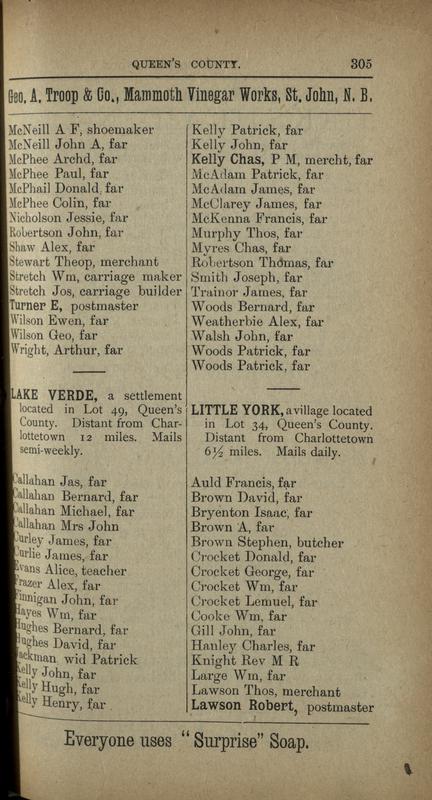 QUEEN'S COUNTY. 305
Geo. A. Troop & Co., Mammoth Vinegar Works, St. John, N. B.
McNeill A F, shoemaker
McNeill John A, far
McPhee Archd, far
McPhee Paul, far
McPhail Donald, far
McPhee Colin, far
Nicholson Jessie, far
Robertson John, far
Shaw Alex, far
Stewart Theop, merchant
Stretch Wm, carriage maker
Stretch Jos, carriage builder
Turner E, postmaster
Wilson Ewen, far
Wilson Geo, far
Wright, Arthur, far
LAKE VERDE, a settlement
located in Lot 49, Queen's
County. Distant from Char-
lottetown 12 miles. Mails
semi-weekly.
Callahan Jas, far
Callahan Bernard, far
Callahan Michael, far
Callahan Mrs John
Curley James, far
Curlie James, far
Evans Alice, teacher
Frazer Alex, far
Finnigan John, far
Hayes Wm, far
Hughes Bernard, far
Hughes David, far
Jackman wid Patrick
Kelly John, far
Kelly Hugh, far
Kelly Henry, far
Kelly Patrick, far
Kelly John, far
Kelly Chas, P M, mercht, far
McAdam Patrick, far
McAdam James, far
McClarey James, far
McKenna Francis, far
Murphy Thos, far
Myres Chas, far
Robertson Thomas, far
Smith Joseph, far
Trainor James, far
Woods Bernard, far
Weatherbie Alex, far
Walsh John, far
Woods Patrick, far
Woods Patrick, far
LITTLE YORK, a village located
in Lot 34, Queen's County.
Distant from Charlottetown
6½ miles. Mails daily.
Auld Francis, far
Brown David, far
Bryenton Isaac, far
Brown A, far
Brown Stephen, butcher
Crocket Donald, far
Crocket George, far
Crocket Wm, far
Crocket Lemuel, far
Cooke Wm, far
Gill John, far
Hanley Charles, far
Knight Rev M R
Large Wm, far
Lawson Thos, merchant
Lawson Robert, postmaster
Everyone uses "Surprise" Soap.